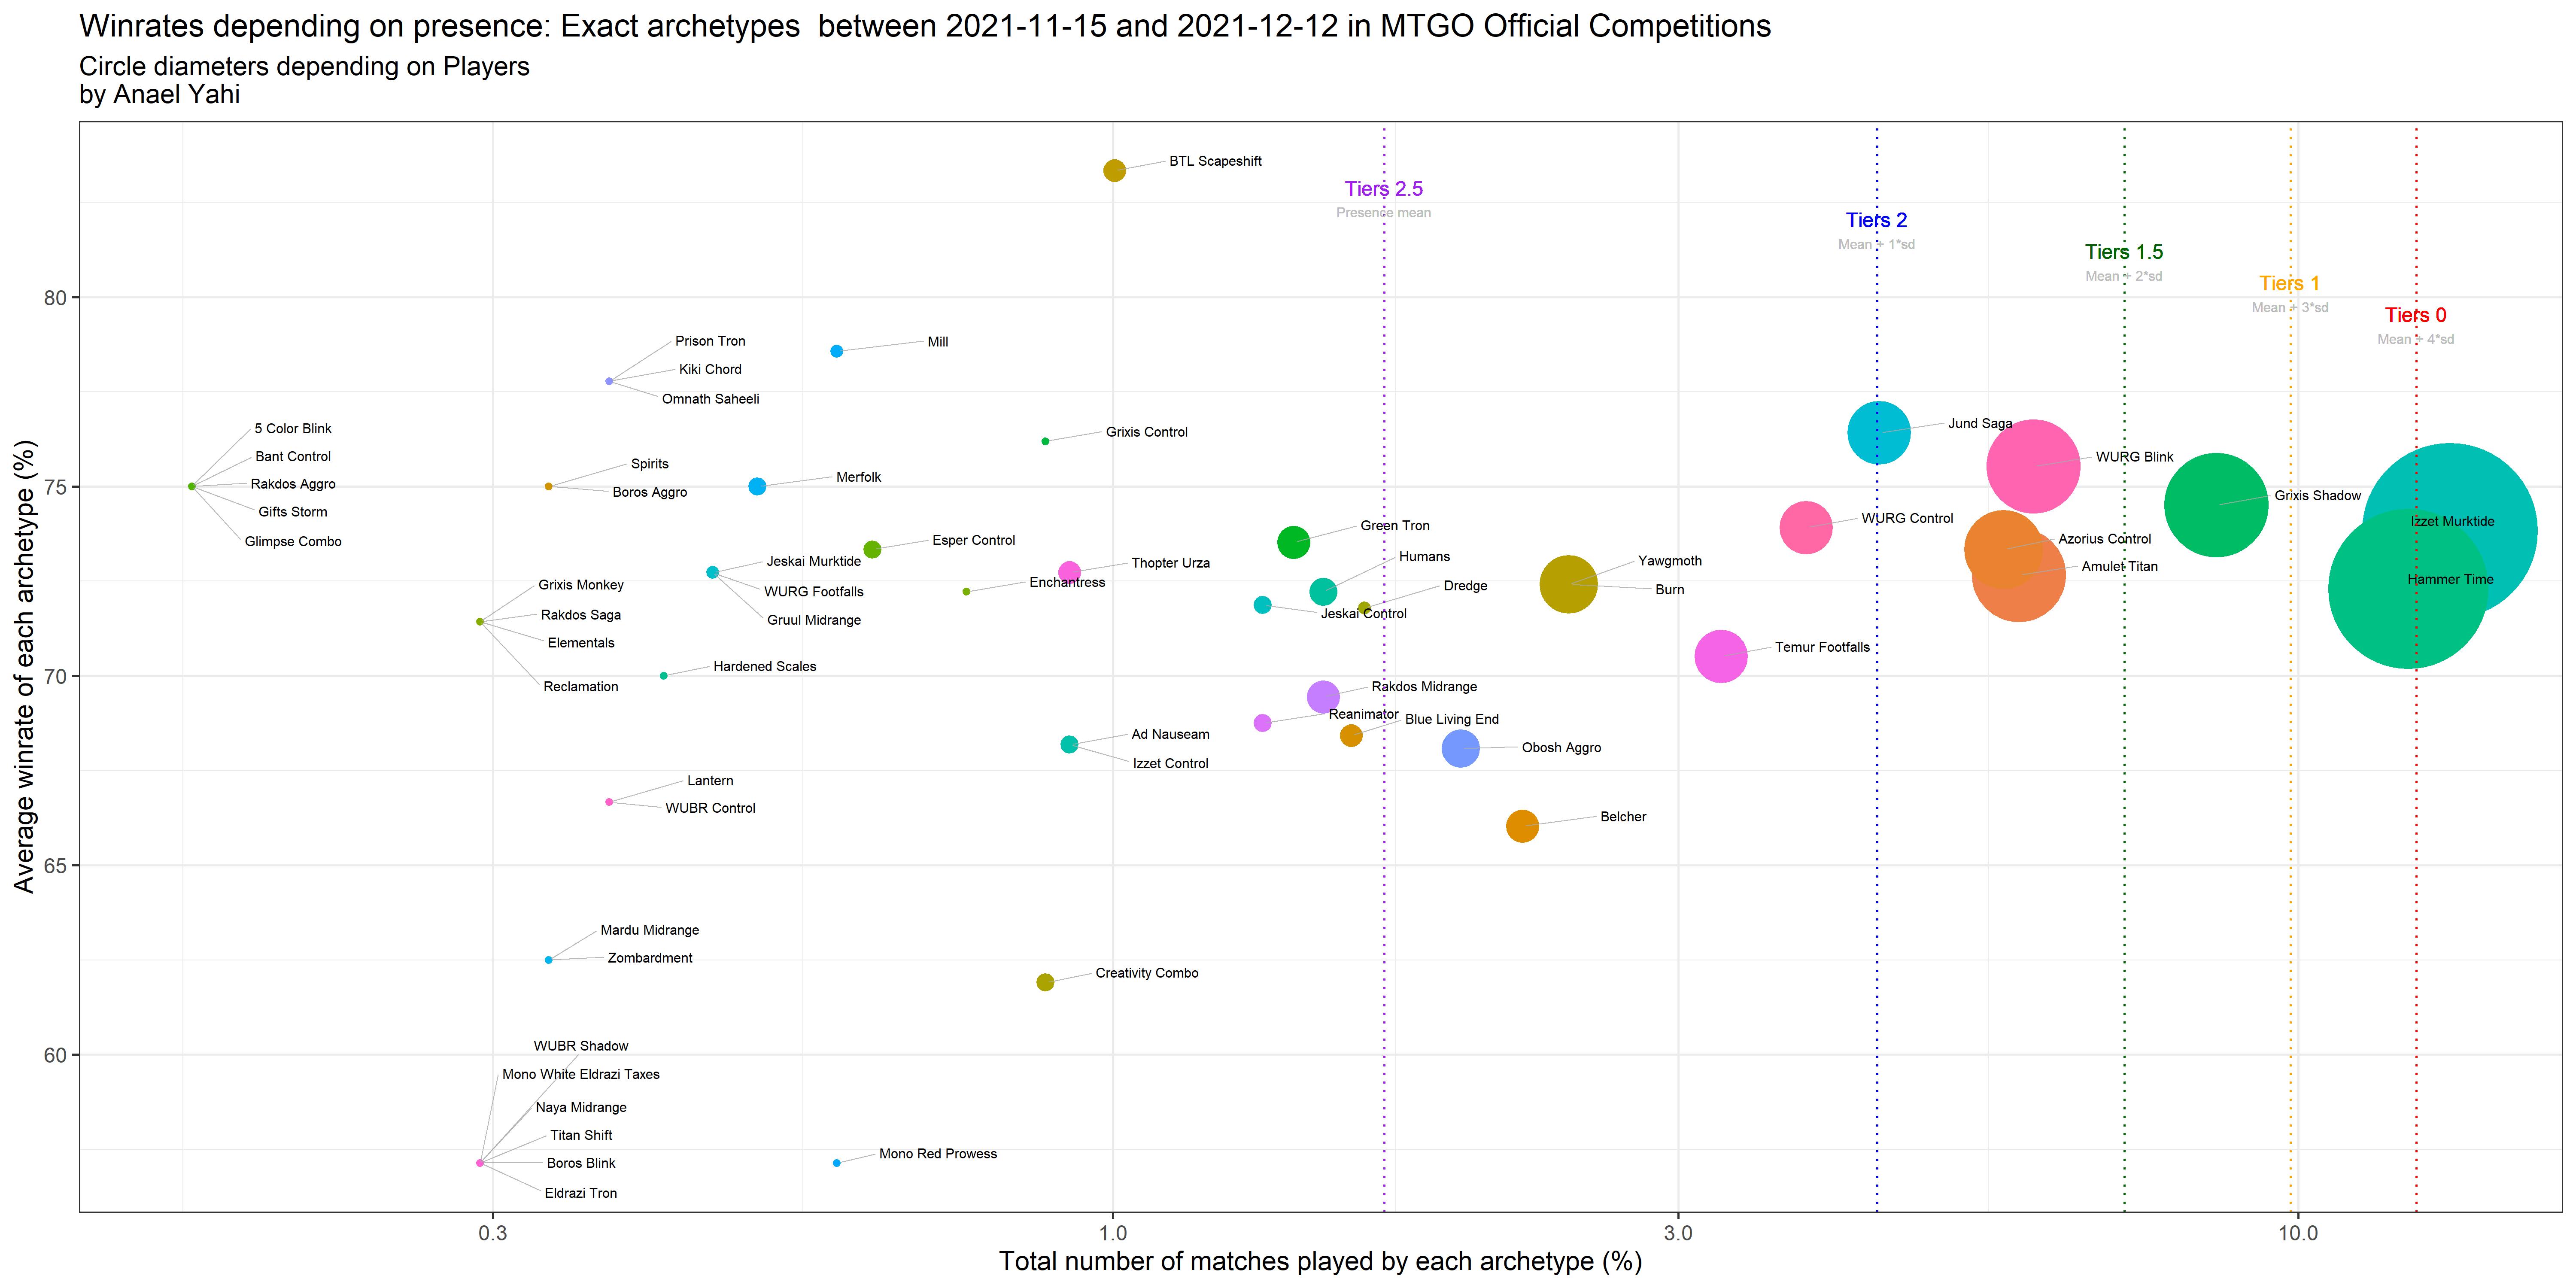 Winrates depending on presence: Exact archetypes  between 2021-11-15 and 2021-12-12 in MTGO Official Competitions
Circle diameters depending on Players
by Anael Yahi
BTL Scapeshift
Tiers 2.5
Presence mean
Tiers 2
Mean + 1*sd
Tiers 1.5
Mean + 2*sd
Tiers 1
Mean + 3*sd
Tiers 0
Mean + 4*sd
Prison Tron
Mill
Kiki Chord
Omnath Saheeli
5 Color Blink
Bant Control
Rakdos Aggro
Gifts Storm
Glimpse Combo
Spirits
Boros Aggro
Merfolk
Grixis Control
Jund Saga
WURG Blink
Grixis Shadow
Izzet Murktide
WURG Control
Azorius Control
Amulet Titan
Hammer Time
Green Tron
Humans
Esper Control
Thopter Urza
Enchantress
Dredge
Jeskai Control
Yawgmoth
Burn
Jeskai Murktide
WURG Footfalls
Gruul Midrange
Grixis Monkey
Rakdos Saga
Elementals
Reclamation
Hardened Scales
Temur Footfalls
Rakdos Midrange
Reanimator
Blue Living End
Obosh Aggro
Ad Nauseam
Izzet Control
Lantern
WUBR Control
Belcher
Mardu Midrange
Zombardment
Creativity Combo
WUBR Shadow
Mono White Eldrazi Taxes
Naya Midrange
Titan Shift
Boros Blink
Eldrazi Tron
Mono Red Prowess
80
75
70
65
60
Average winrate of each archetype (%)
0.3
1.0
3.0
10.0
Total number of matches played by each archetype (%)